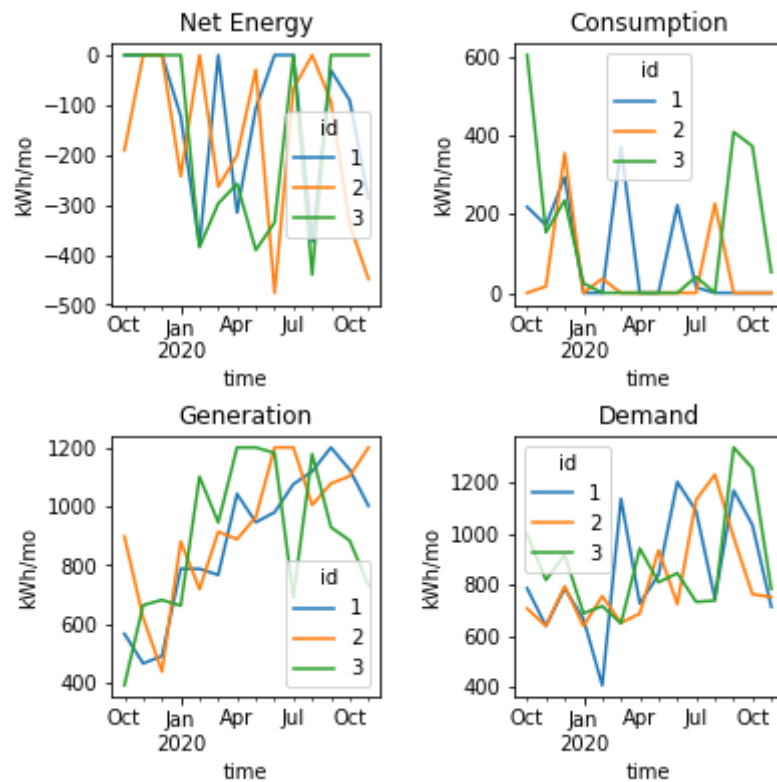 Net Energy
0
−100
−200
−300
−400
−500
kWh/mo
id
1
2
3
Oct Jan Apr Jul Oct
2020
time
Consumption
600
400
200
0
kWh/mo
id
1
2
3
Oct Jan Apr Jul Oct
2020
time
Generation
1200
1000
800
600
400
kWh/mo
id
1
2
3
Oct Jan Apr Jul Oct
2020
time
Demand
1200
1000
800
600
400
kWh/mo
id
1
2
3
Oct Jan Apr Jul Oct
2020
time